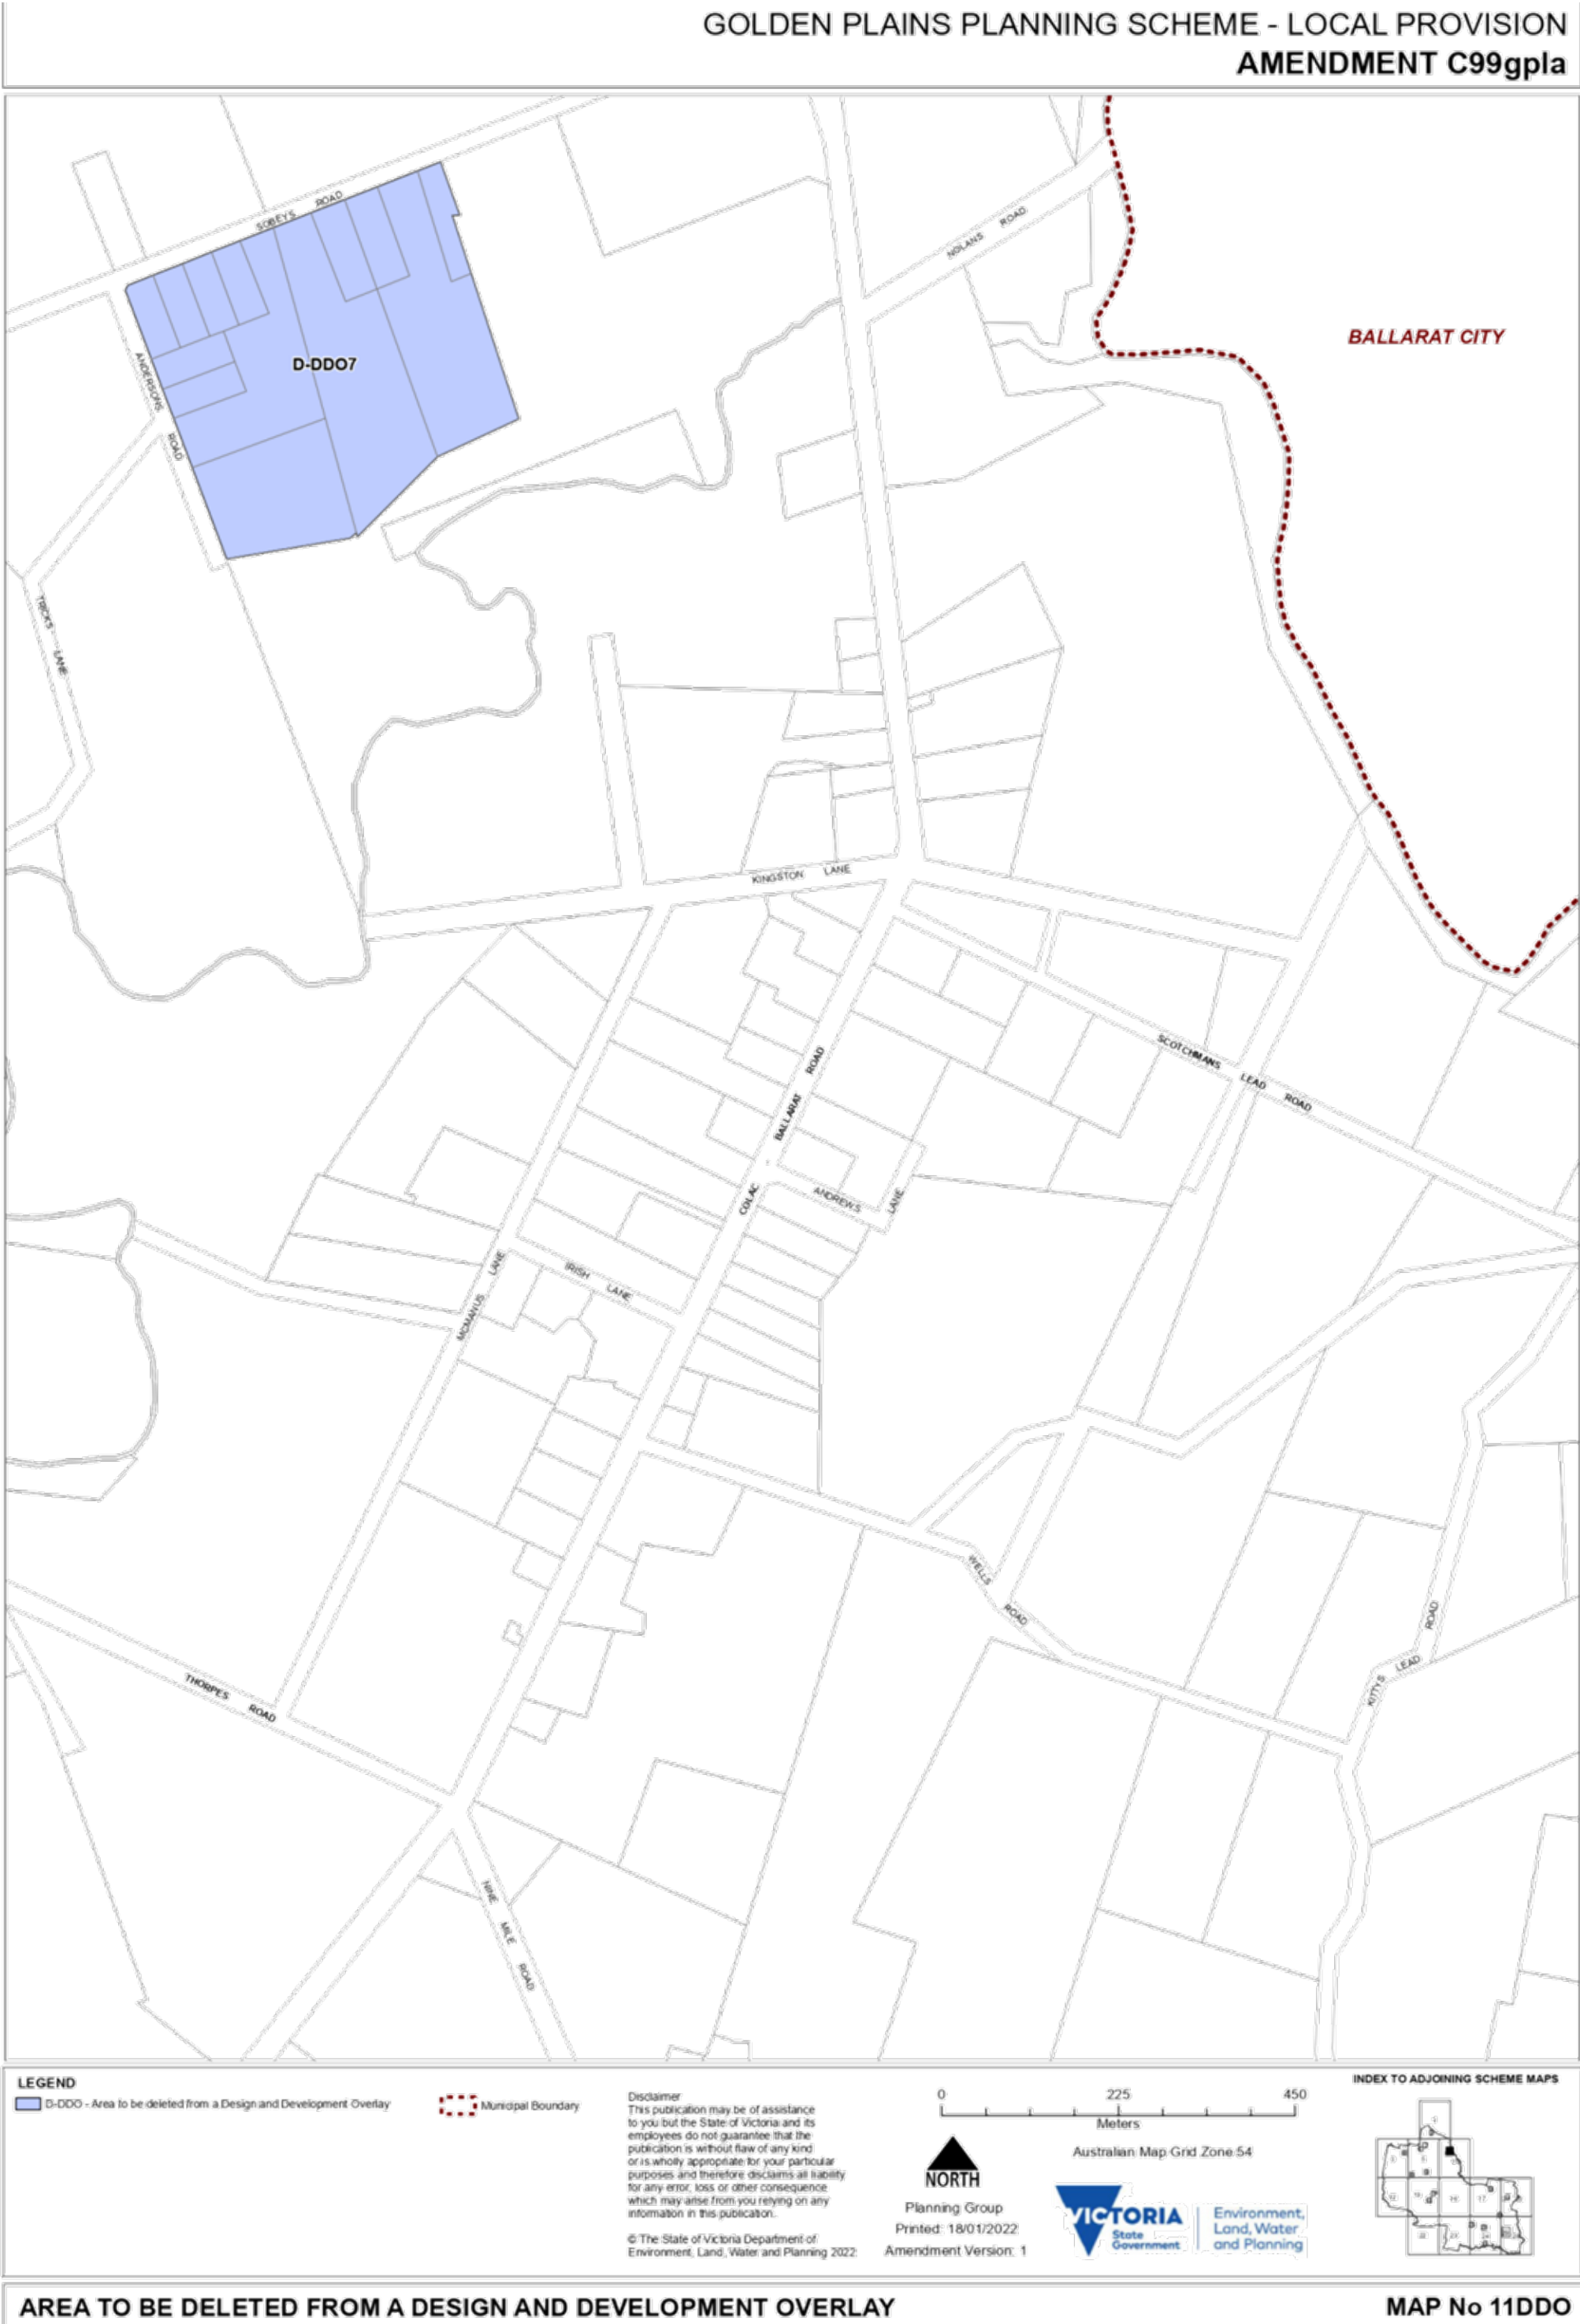 GOLDEN PLAINS PLANNING SCHEME - LOCAL PROVISION
AMENDMENT C99gpla
SOBEYS ROAD
NOLANS ROAD
BALLARAT CITY
D-DDO7
ANDERSONS ROAD
TRICKS LANE
KINGSTON LANE
SCOTCHMANS LEAD ROAD
COLAC BALLARAT ROAD
ANDREWS LANE
IRISH LANE
MCMANUS LANE
WELLS ROAD
KITTYS LEAD ROAD
THORPES ROAD
NINE MILE ROAD
LEGEND
D-DDO - Area to be deleted from a Design and Development Overlay
Municipal Boundary
Disclaimer
This publication may be of assistance
to you but the State of Victoria and its
employees do not guarantee that the
publication is without flaw of any kind
or is wholly appropriate for your particular
purposes and therefore disclaims all liability
for any error, loss or other consequence
which may arise from you relying on any
information in this publication.
© The State of Victoria Department of
Environment, Land, Water and Planning 2022
0 225 450
Meters
Australian Map Grid Zone 54
NORTH
Planning Group
Printed: 18/01/2022
Amendment Version: 1
VICTORIA
State
Government
Environment,
Land, Water
and Planning
INDEX TO ADJOINING SCHEME MAPS
AREA TO BE DELETED FROM A DESIGN AND DEVELOPMENT OVERLAY
MAP No 11DDO